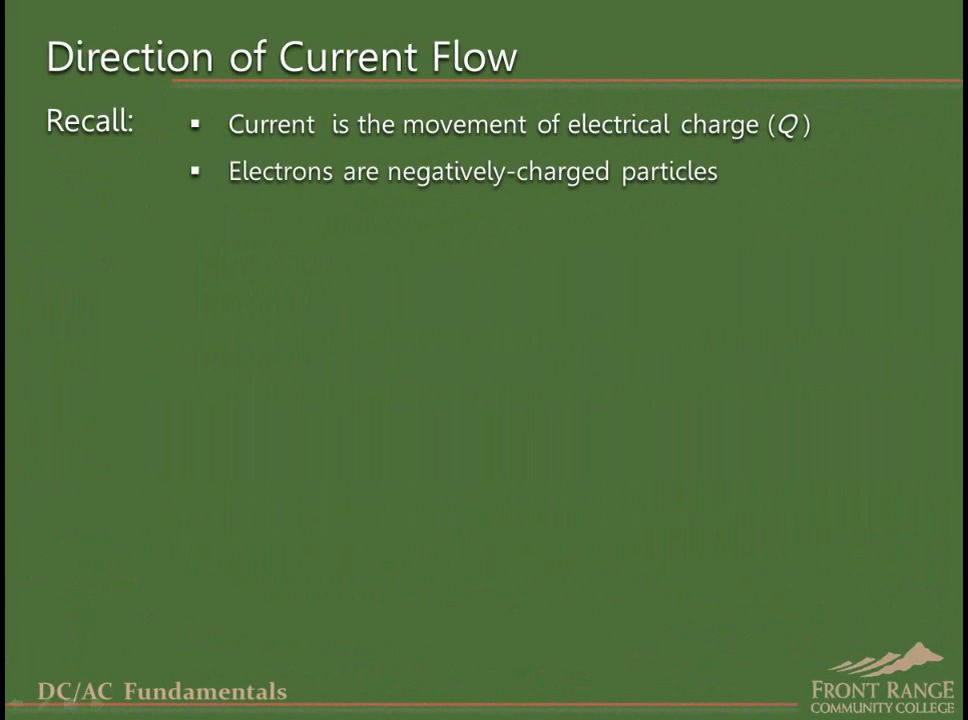 Direction of Current Flow
Recall:
▪ Current is the movement of electrical charge (Q)
▪ Electrons are negatively-charged particles
DC/AC Fundamentals
FRONT RANGE
COMMUNITY COLLEGE